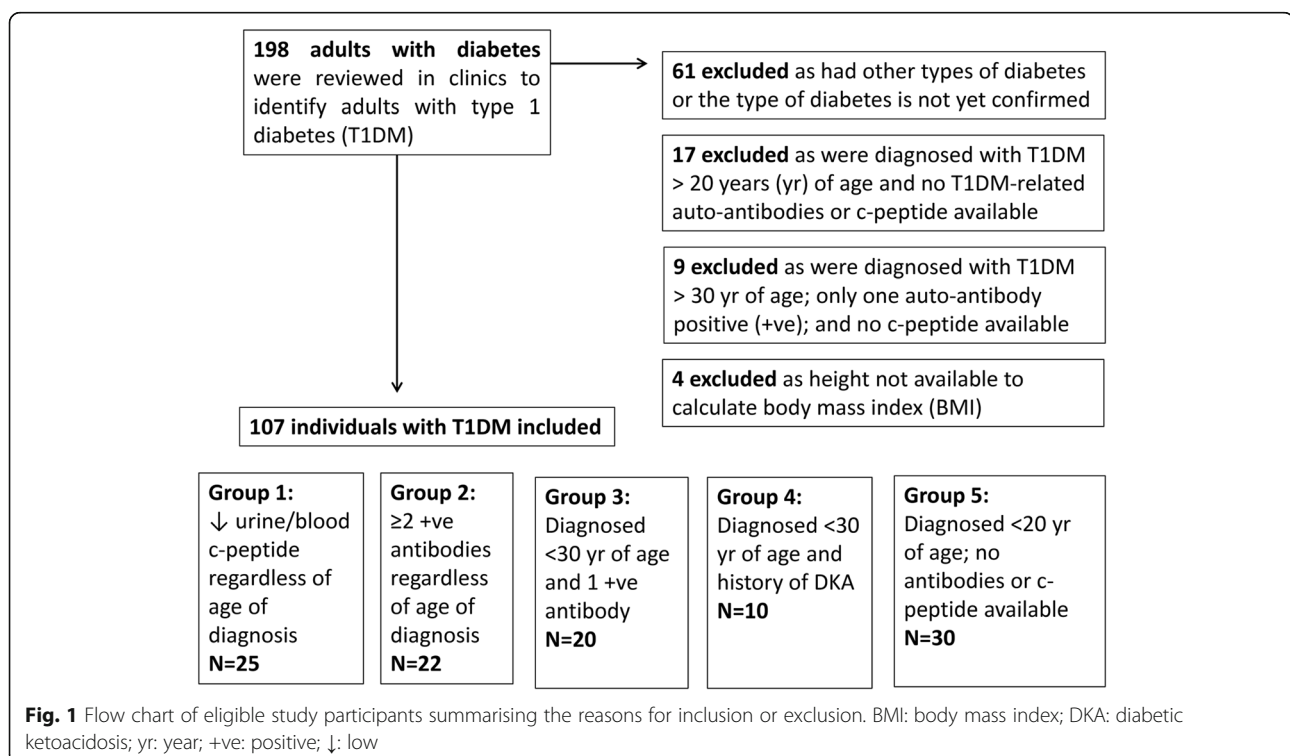 198 adults with diabetes
were reviewed in clinics to
identify adults with type 1
diabetes (T1DM)
61 excluded as had other types of diabetes
or the type of diabetes is not yet confirmed
17 excluded as were diagnosed with T1DM
> 20 years (yr) of age and no T1DM-related
auto-antibodies or c-peptide available
9 excluded as were diagnosed with T1DM
> 30 yr of age; only one auto-antibody
positive (+ve); and no c-peptide available
4 excluded as height not available to
calculate body mass index (BMI)
107 individuals with T1DM included
Group 1:
↓ urine/blood
c-peptide
regardless of
age of
diagnosis
N=25
Group 2:
≥2 +ve
antibodies
regardless
of age of
diagnosis
N=22
Group 3:
Diagnosed
<30 yr of age
and 1 +ve
antibody
N=20
Group 4:
Diagnosed <30
yr of age and
history of DKA
N=10
Group 5:
Diagnosed <20 yr
of age; no
antibodies or c-
peptide available
N=30
Fig. 1 Flow chart of eligible study participants summarising the reasons for inclusion or exclusion. BMI: body mass index; DKA: diabetic
ketoacidosis; yr: year; +ve: positive; ↓: low